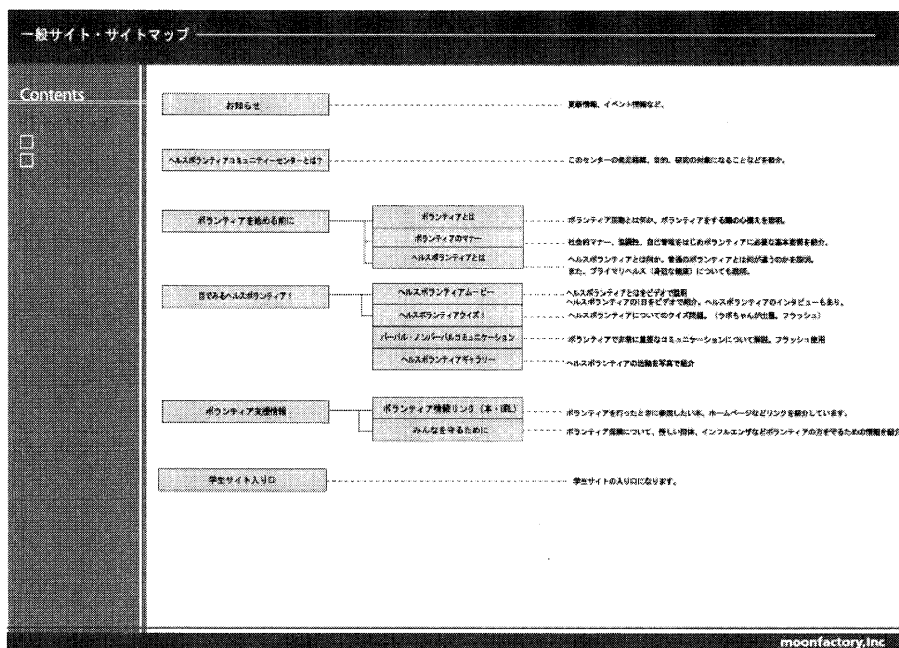 一般サイト・サイトマップ
Contents
お知らせ
更新情報、イベント情報など、
ヘルスボランティアコミュニティーセンターとは?
このセンターの発足経緯、目的、研究の対象になることなどを紹介。
ボランティアを始める前に
ボランティアとは
ボランティア活動とは何か、ボランティアをする際の心構えを説明。
ボランティアのマナー
社会的マナー、協調性、自己管理をはじめボランティアに必要な基本姿勢を紹介。
ヘルスボランティアとは
ヘルスボランティアとは何か。普通のボランティアとは何が違うのかを説明。
また、プライマリヘルス(身近な健康)についても説明。
目でみるヘルスボランティア!
ヘルスボランティアムービー
ヘルスボランティアとはをビデオで説明
ヘルスボランティアの1日をビデオで紹介。ヘルスボランティアのインタビューもあり。
ヘルスボランティアクイズ!
ヘルスボランティアについてのクイズ問題。(ラボちゃんが出題、フラッシュ)
バーバル・ノンバーバルコミュニケーション
ボランティアで非常に重要なコミュニケーションについて解説。フラッシュ使用
ヘルスボランティアギャラリー
ヘルスボランティアの活動を写真で紹介
ボランティア支援情報
ボランティア情報リンク(本・URL)
ボランティアを行ったときに参照したい本、ホームページなどリンクを紹介しています。
みんなを守るために
ボランティア保険について、怪しい団体、インフルエンザなどボランティアの方を守るための情報を紹介
学生サイト入り口
学生サイトの入り口になります。
moonfactory,Inc